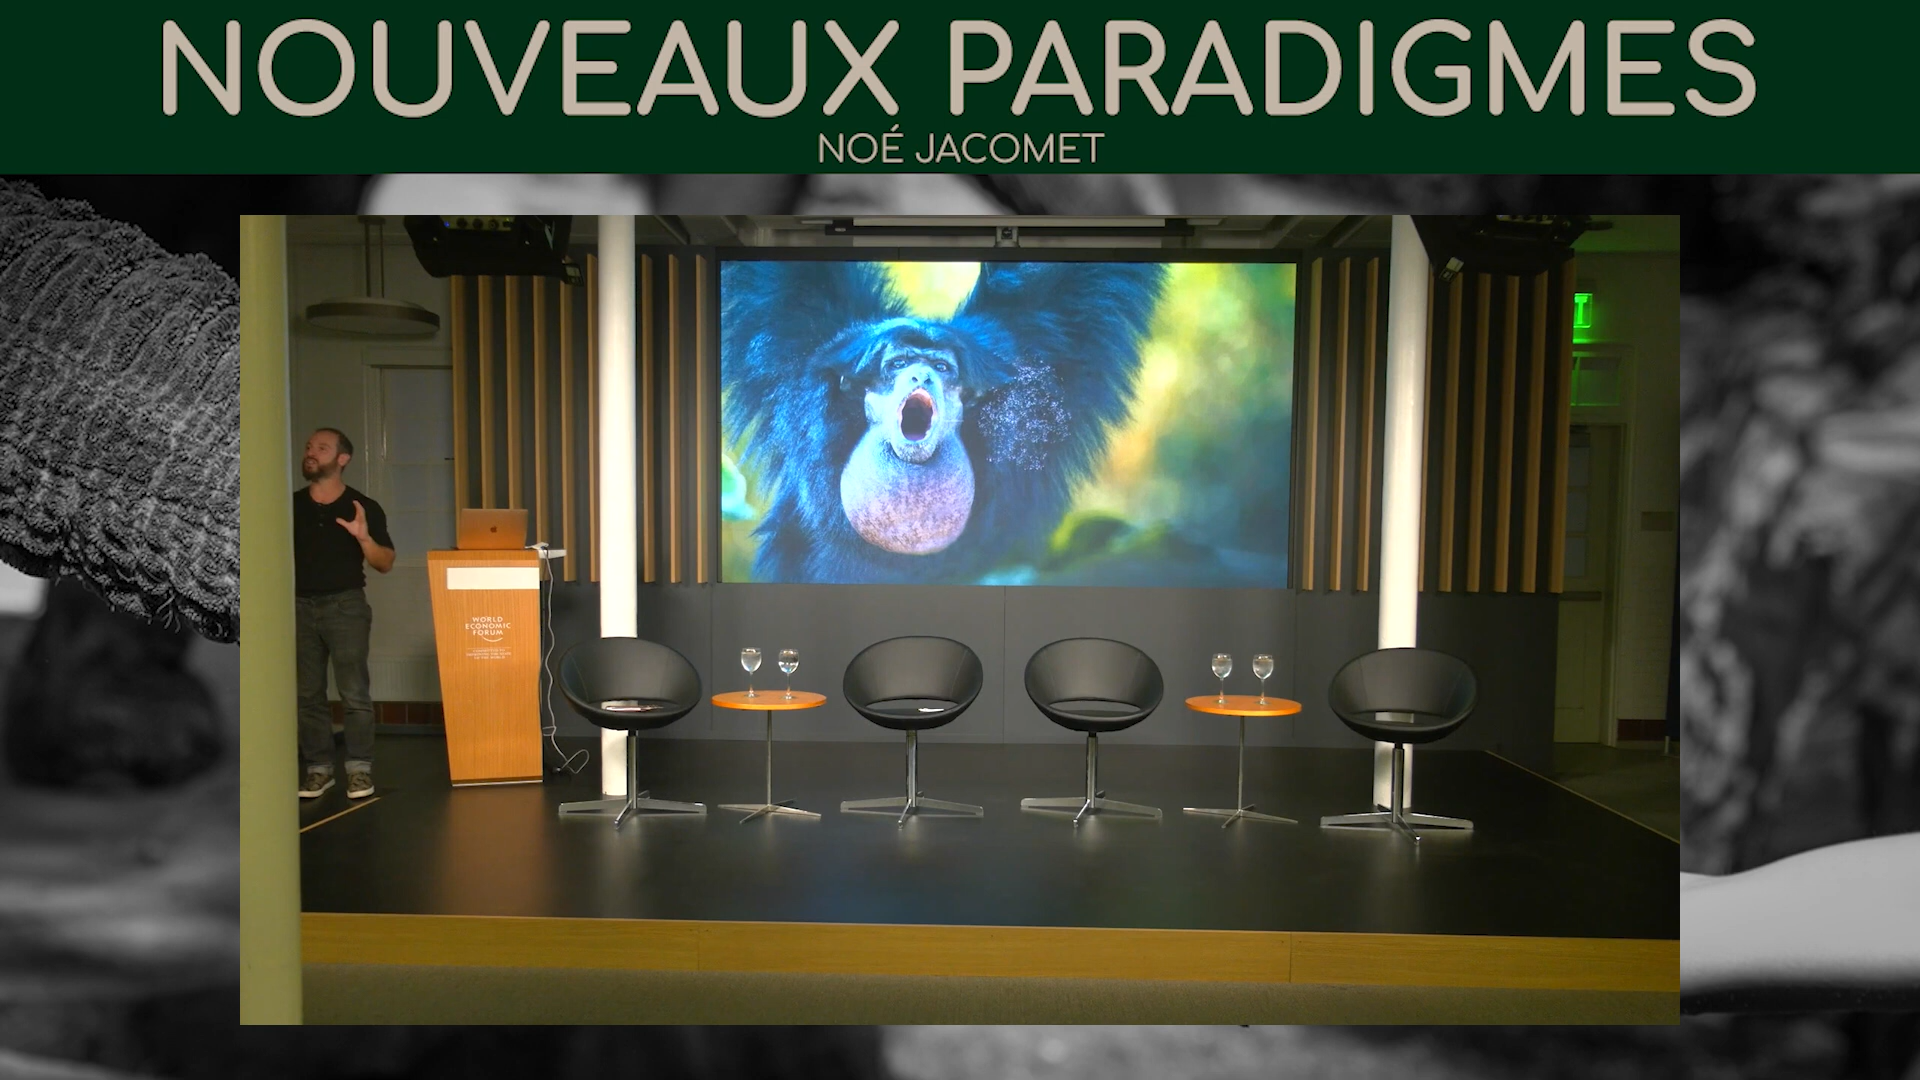 NOUVEAUX PARADIGMES
NOÉ JACOMET
WORLD
ECONOMIC
FORUM